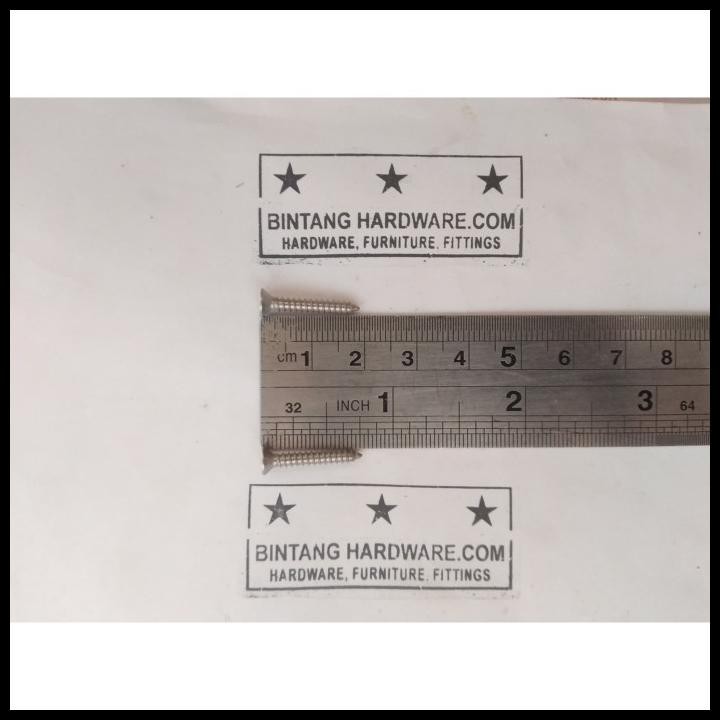 BINTANG HARDWARE.COM
HARDWARE, FURNITURE, FITTINGS
cm 1 2 3 4 5 6 7 8
32 INCH 1 2 3 64
BINTANG HARDWARE.COM
HARDWARE, FURNITURE, FITTINGS